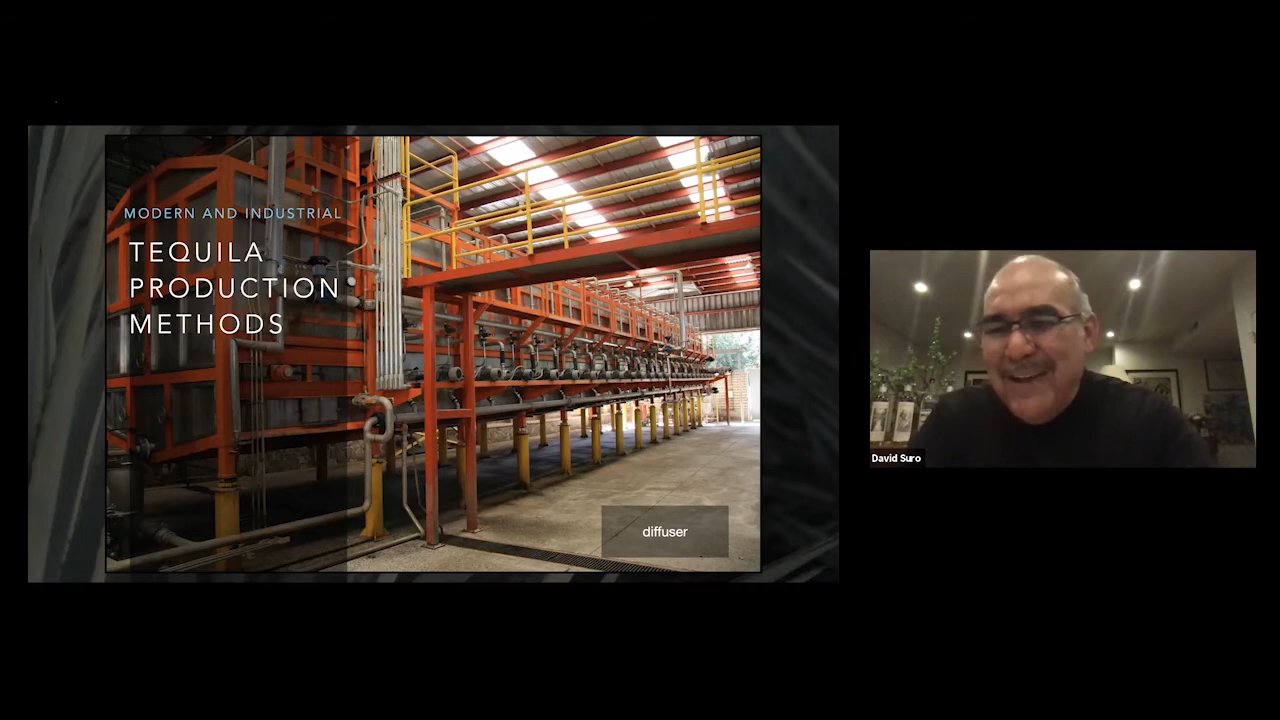 MODERN AND INDUSTRIAL
TEQUILA
PRODUCTION
METHODS
diffuser
David Suro